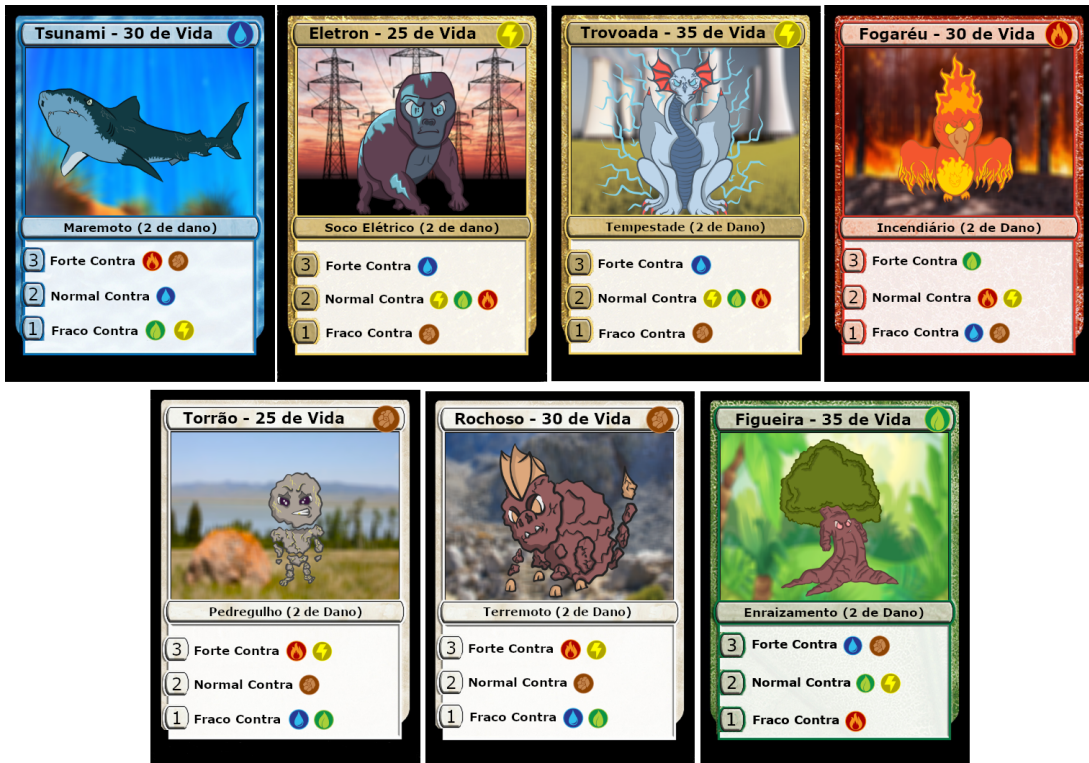 Tsunami - 30 de Vida
Maremoto (2 de dano)
3 Forte Contra
2 Normal Contra
1 Fraco Contra
Eletron - 25 de Vida
Soco Elétrico (2 de dano)
3 Forte Contra
2 Normal Contra
1 Fraco Contra
Trovoada - 35 de Vida
Tempestade (2 de Dano)
3 Forte Contra
2 Normal Contra
1 Fraco Contra
Fogaréu - 30 de Vida
Incendiário (2 de Dano)
3 Forte Contra
2 Normal Contra
1 Fraco Contra
Torrão - 25 de Vida
Pedregulho (2 de Dano)
3 Forte Contra
2 Normal Contra
1 Fraco Contra
Rochoso - 30 de Vida
Terremoto (2 de Dano)
3 Forte Contra
2 Normal Contra
1 Fraco Contra
Figueira - 35 de Vida
Enraizamento (2 de Dano)
3 Forte Contra
2 Normal Contra
1 Fraco Contra